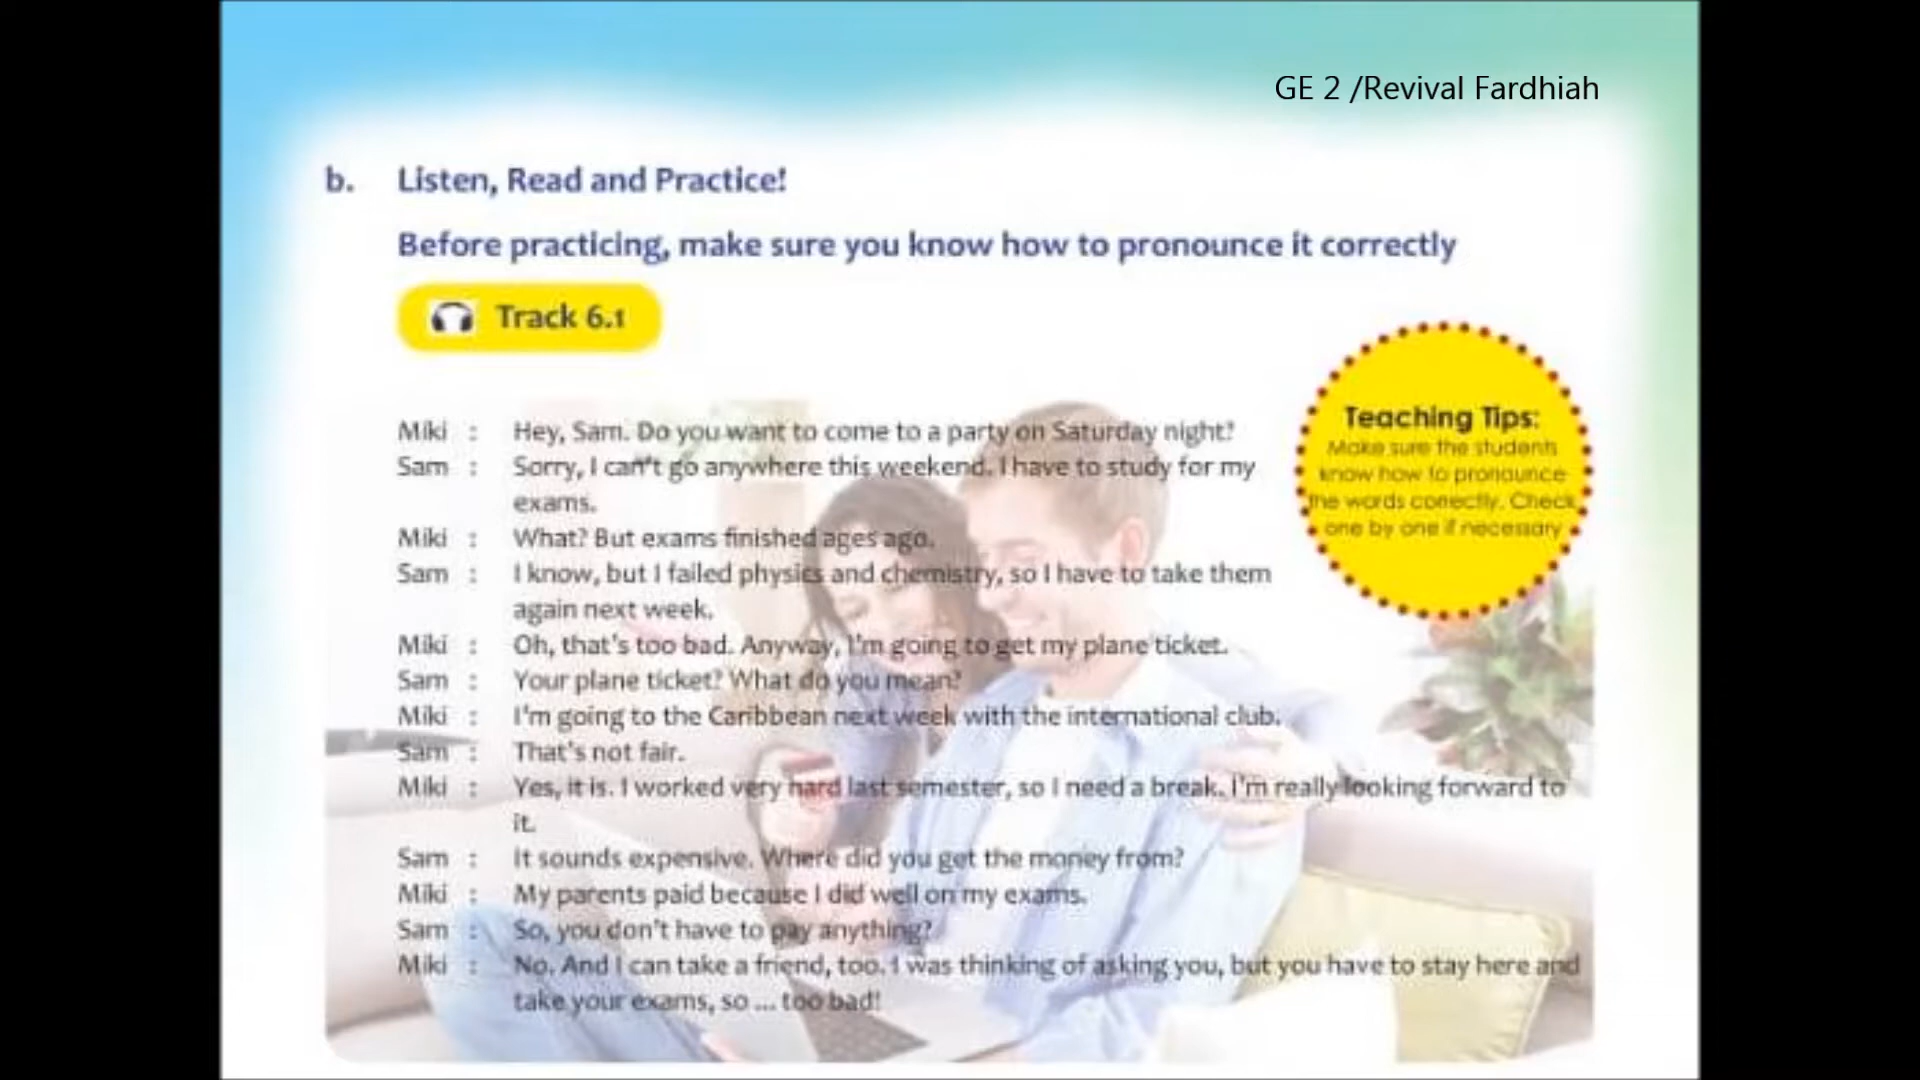 GE 2 /Revival Fardhiah
b. Listen, Read and Practice!
Before practicing, make sure you know how to pronounce it correctly
Track 6.1
Teaching Tips:
Make sure the students
know how to pronounce
the words correctly. Check
one by one if necessary
Miki : Hey, Sam. Do you want to come to a party on Saturday night?
Sam : Sorry, I can't go anywhere this weekend. I have to study for my
exams.
Miki : What? But exams finished ages ago.
Sam : I know, but I failed physics and chemistry, so I have to take them
again next week.
Miki : Oh, that's too bad. Anyway, I'm going to get my plane ticket.
Sam : Your plane ticket? What do you mean?
Miki : I'm going to the Caribbean next week with the international club.
Sam : That's not fair.
Miki : Yes, it is. I worked very hard last semester, so I need a break. I'm really looking forward to
it.
Sam : It sounds expensive. Where did you get the money from?
Miki : My parents paid because I did well on my exams.
Sam : So, you don't have to pay anything?
Miki : No. And I can take a friend, too. I was thinking of asking you, but you have to stay here and
take your exams, so ... too bad!